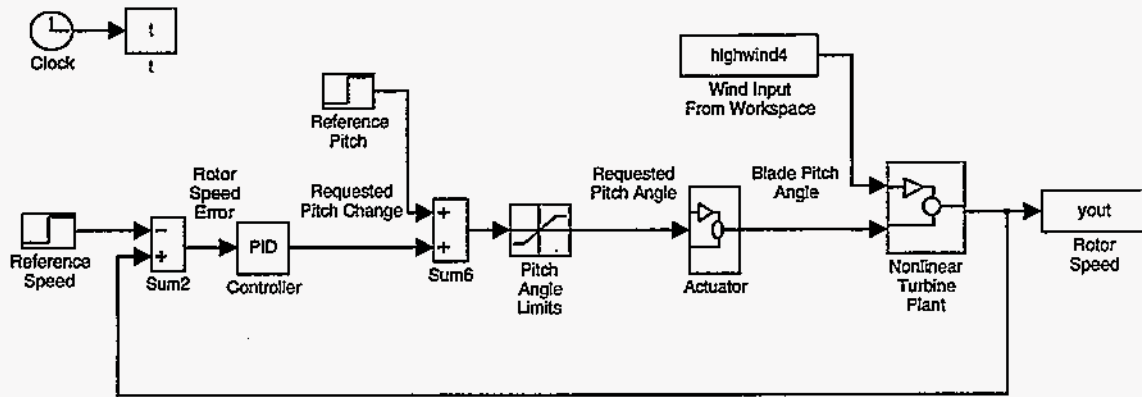 t
Clock
t
highwind4
Wind Input
From Workspace
Reference
Pitch
Rotor
Speed
Error
Requested
Pitch Change
Requested
Pitch Angle
Blade Pitch
Angle
Reference
Speed
−
+
Sum2
PID
Controller
+
+
Sum6
Pitch
Angle
Limits
Actuator
Nonlinear
Turbine
Plant
yout
Rotor
Speed